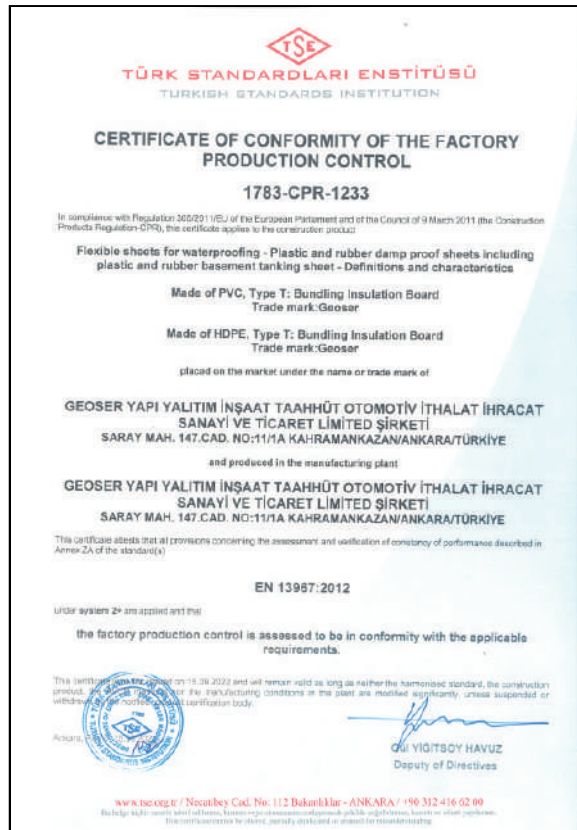 TSE
TÜRK STANDARDLARI ENSTİTÜSÜ
TURKISH STANDARDS INSTITUTION
CERTIFICATE OF CONFORMITY OF THE FACTORY
PRODUCTION CONTROL
1783-CPR-1233
In compliance with Regulation 305/2011/EU of the European Parliament and of the Council of 9 March 2011 (the Construction
Products Regulation-CPR), this certificate applies to the construction product
Flexible sheets for waterproofing - Plastic and rubber damp proof sheets including
plastic and rubber basement tanking sheet - Definitions and characteristics
Made of PVC, Type T: Bundling Insulation Board
Trade mark:Geoser
Made of HDPE, Type T: Bundling Insulation Board
Trade mark:Geoser
placed on the market under the name or trade mark of
GEOSER YAPI YALITIM İNŞAAT TAAHHÜT OTOMOTİV İTHALAT İHRACAT
SANAYİ VE TİCARET LİMİTED ŞİRKETİ
SARAY MAH. 147.CAD. NO:11/1A KAHRAMANKAZAN/ANKARA/TÜRKİYE
and produced in the manufacturing plant
GEOSER YAPI YALITIM İNŞAAT TAAHHÜT OTOMOTİV İTHALAT İHRACAT
SANAYİ VE TİCARET LİMİTED ŞİRKETİ
SARAY MAH. 147.CAD. NO:11/1A KAHRAMANKAZAN/ANKARA/TÜRKİYE
This certificate attests that all provisions concerning the assessment and verification of constancy of performance described in
Annex ZA of the standard(s)
EN 13967:2012
under system 2+ are applied and that
the factory production control is assessed to be in conformity with the applicable
requirements.
This certificate on 2022 and will remain valid as long as neither the harmonised standard, the construction
product, the nor the manufacturing conditions in the plant are modified significantly, unless suspended or
withdrawn certification body.
Ankara,
TSE
YİĞİTSOY HAVUZ
Deputy of Directives
www.tse.org.tr / Necatibey Cad. No: 112 Bakanlıklar - ANKARA / +90 312 416 62 00